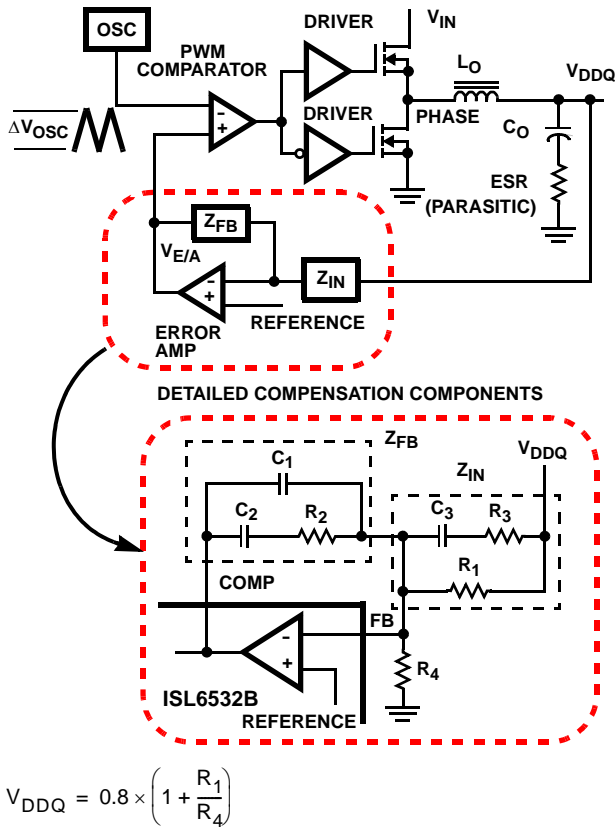 OSC
PWM
COMPARATOR
DRIVER
V_IN
L_O
V_DDQ
ΔV_OSC
-
+
DRIVER
PHASE
C_O
ESR
(PARASITIC)
Z_FB
V_E/A
Z_IN
-
+
REFERENCE
ERROR
AMP
DETAILED COMPENSATION COMPONENTS
Z_FB
V_DDQ
C_1
Z_IN
C_2
R_2
C_3
R_3
R_1
COMP
FB
-
+
R_4
ISL6532B
REFERENCE
V_DDQ = 0.8 × (1 + R_1/R_4)